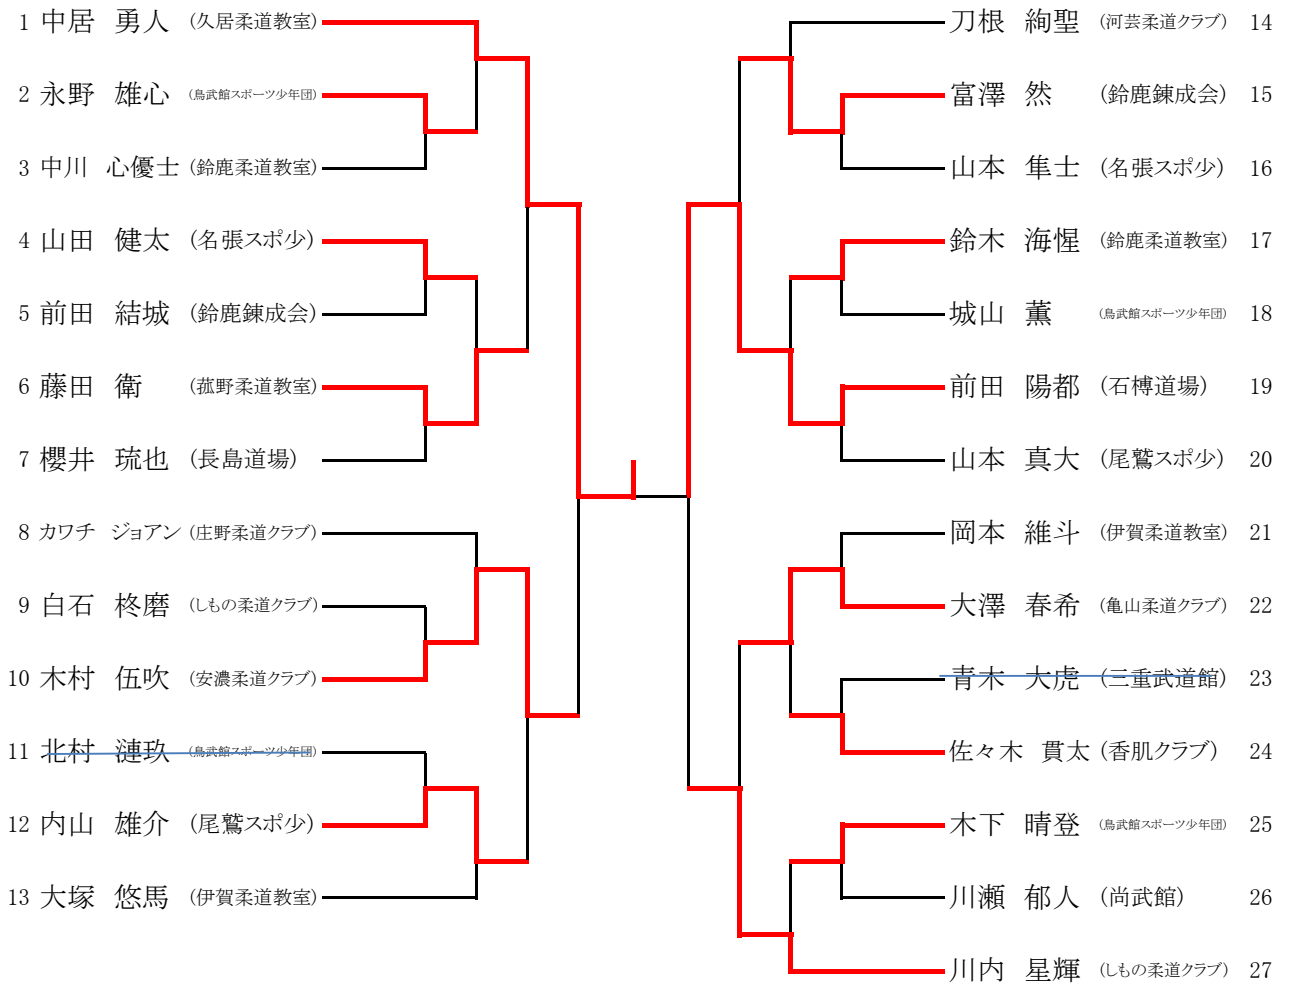 1 中居 勇人 (久居柔道教室)
2 永野 雄心 (鳥武館スポーツ少年団)
3 中川 心優士 (鈴鹿柔道教室)
4 山田 健太 (名張スポ少)
5 前田 結城 (鈴鹿錬成会)
6 藤田 衛 (菰野柔道教室)
7 櫻井 琉也 (長島道場)
8 カワチ ジョアン (庄野柔道クラブ)
9 白石 柊磨 (しもの柔道クラブ)
10 木村 伍吹 (安濃柔道クラブ)
11 北村 漣玖 (鳥武館スポーツ少年団)
12 内山 雄介 (尾鷲スポ少)
13 大塚 悠馬 (伊賀柔道教室)
刀根 絢聖 (河芸柔道クラブ) 14
富澤 然 (鈴鹿錬成会) 15
山本 隼士 (名張スポ少) 16
鈴木 海惺 (鈴鹿柔道教室) 17
城山 薫 (鳥武館スポーツ少年団) 18
前田 陽都 (石榑道場) 19
山本 真大 (尾鷲スポ少) 20
岡本 維斗 (伊賀柔道教室) 21
大澤 春希 (亀山柔道クラブ) 22
青木 大虎 (三重武道館) 23
佐々木 貫太 (香肌クラブ) 24
木下 晴登 (鳥武館スポーツ少年団) 25
川瀬 郁人 (尚武館) 26
川内 星輝 (しもの柔道クラブ) 27